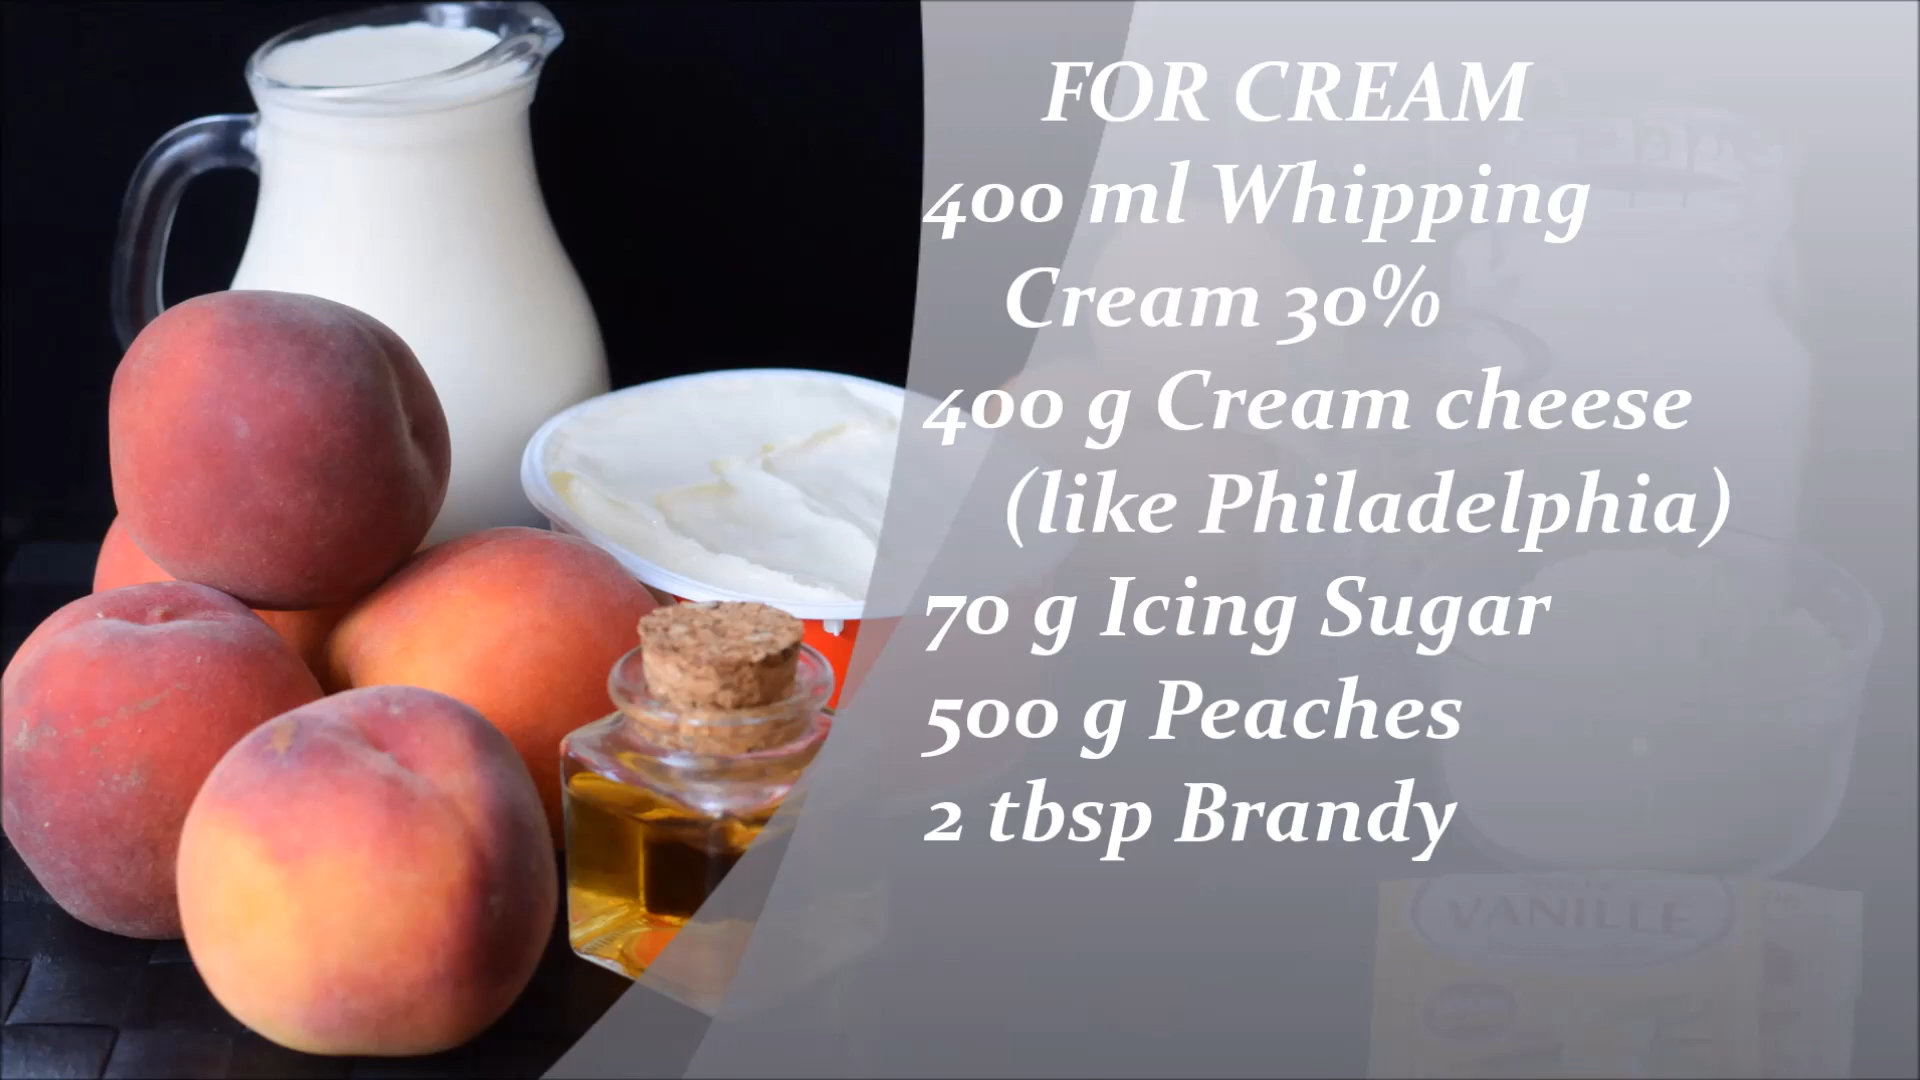 FOR CREAM
400 ml Whipping
Cream 30%
400 g Cream cheese
(like Philadelphia)
70 g Icing Sugar
500 g Peaches
2 tbsp Brandy
VANILLE